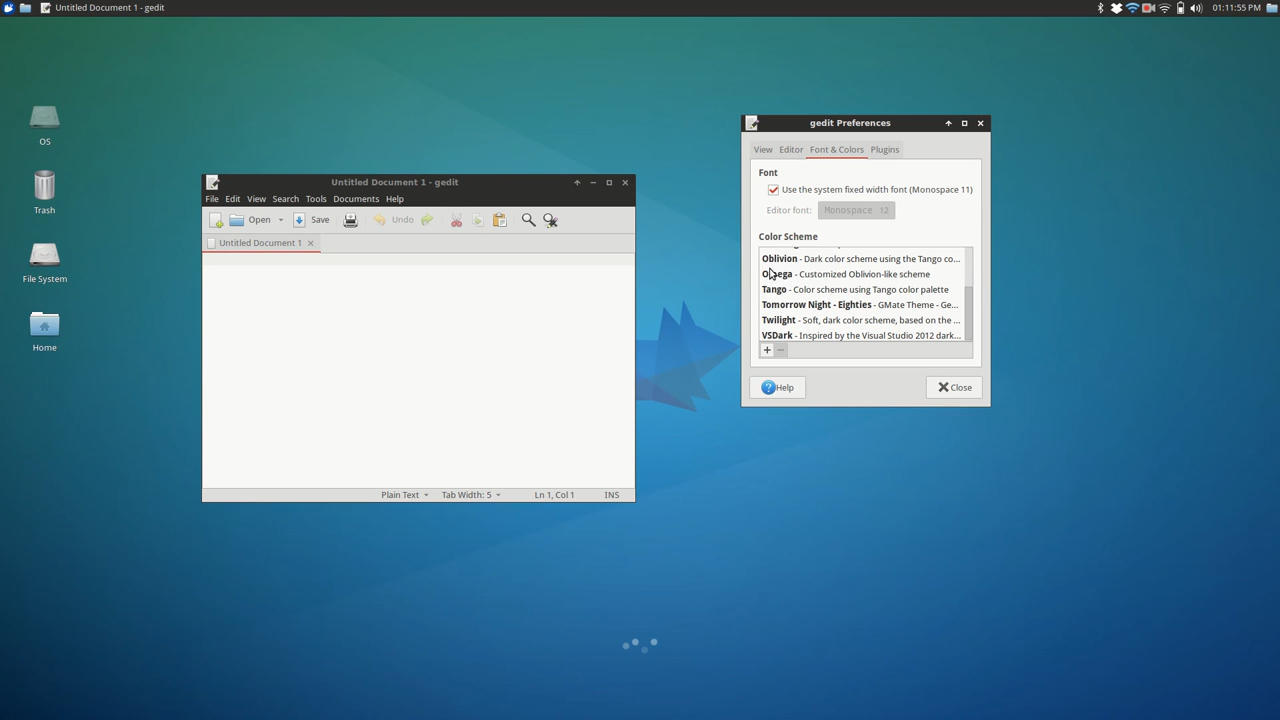 Untitled Document 1 - gedit
01:11:55 PM
OS
Trash
File System
Home
Untitled Document 1 - gedit
File Edit View Search Tools Documents Help
Open Save Undo
Untitled Document 1
Plain Text Tab Width: 5 Ln 1, Col 1 INS
gedit Preferences
View Editor Font & Colors Plugins
Font
Use the system fixed width font (Monospace 11)
Editor font: Monospace 12
Color Scheme
Oblivion - Dark color scheme using the Tango co...
Omega - Customized Oblivion-like scheme
Tango - Color scheme using Tango color palette
Tomorrow Night - Eighties - GMate Theme - Ge...
Twilight - Soft, dark color scheme, based on the ...
VSDark - Inspired by the Visual Studio 2012 dark...
Help Close